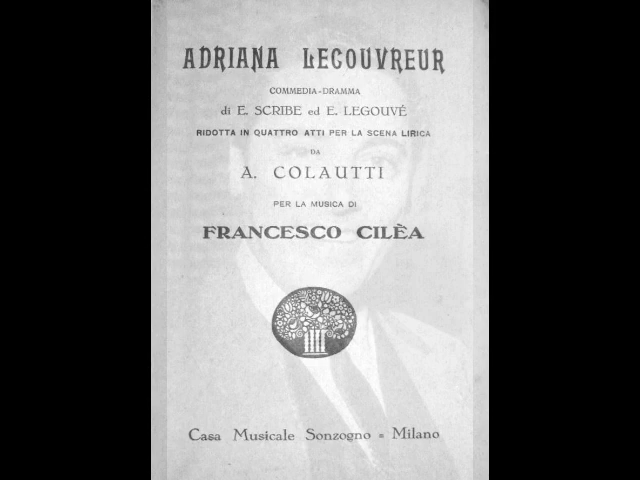 ADRIANA LECOUVREUR
COMMEDIA-DRAMMA
di E. SCRIBE ed E. LEGOUVÉ
RIDOTTA IN QUATTRO ATTI PER LA SCENA LIRICA
DA
A. COLAUTTI
PER LA MUSICA DI
FRANCESCO CILÈA
Casa Musicale Sonzogno = Milano